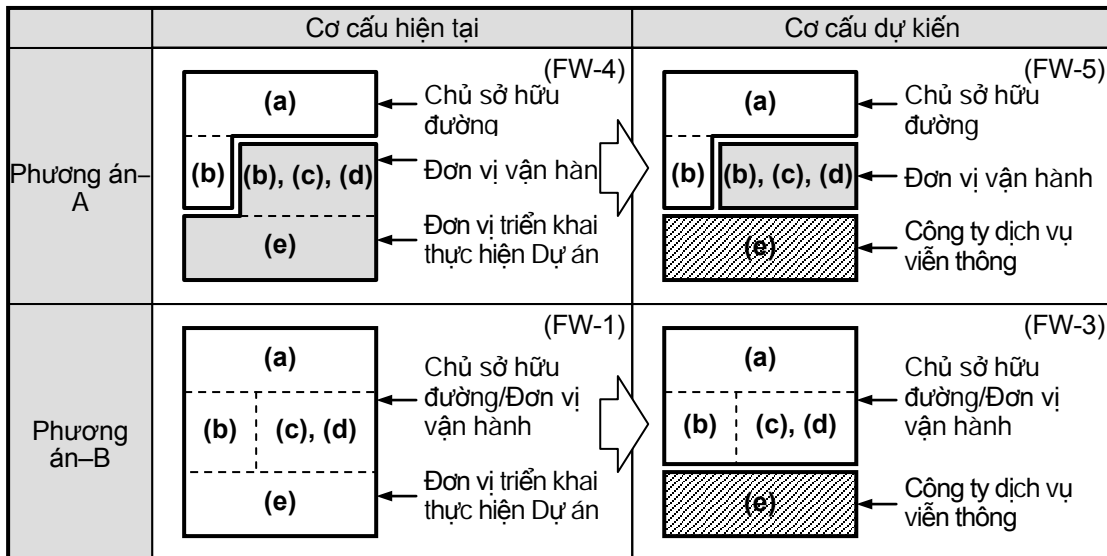 Cơ cấu hiện tại
Cơ cấu dự kiến
Phương án–
A
(FW-4)
(a)
Chủ sở hữu
đường
(b)
(b), (c), (d)
Đơn vị vận hàn
(e)
Đơn vị triển khai
thực hiện Dự án
(FW-5)
(a)
Chủ sở hữu
đường
(b)
(b), (c), (d)
Đơn vị vận hành
(e)
Công ty dịch vụ
viễn thông
Phương
án–B
(FW-1)
(a)
Chủ sở hữu
đường/Đơn vị
vận hành
(b)
(c), (d)
(e)
Đơn vị triển khai
thực hiện Dự án
(FW-3)
(a)
Chủ sở hữu
đường/Đơn vị
vận hành
(b)
(c), (d)
(e)
Công ty dịch vụ
viễn thông